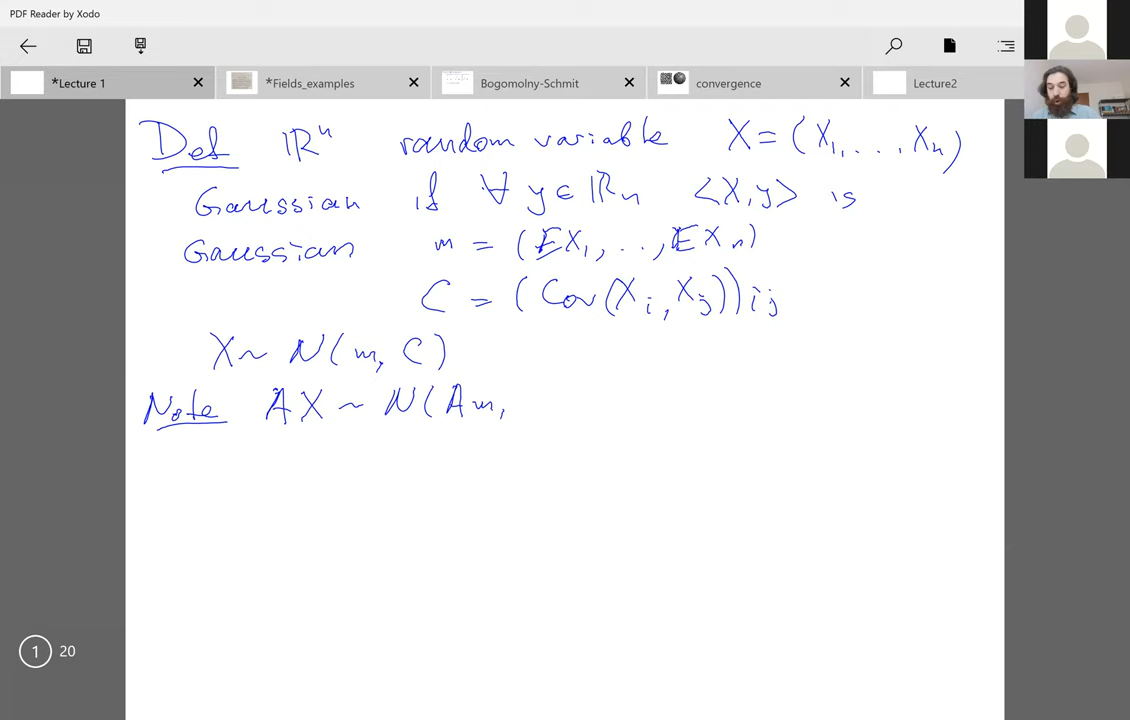 PDF Reader by Xodo
*Lecture 1
*Fields_examples
Bogomolny-Schmit
convergence
Lecture2
Def ℝⁿ random variable X = (X₁, ..., Xₙ)
Gaussian if ∀ y ∈ ℝₙ <X, y> is
Gaussian m = (EX₁, .., EXₙ)
C = (Cov(Xᵢ, Xⱼ))ij
X ~ N(m, C)
Note AX ~ N(Am,
1 20